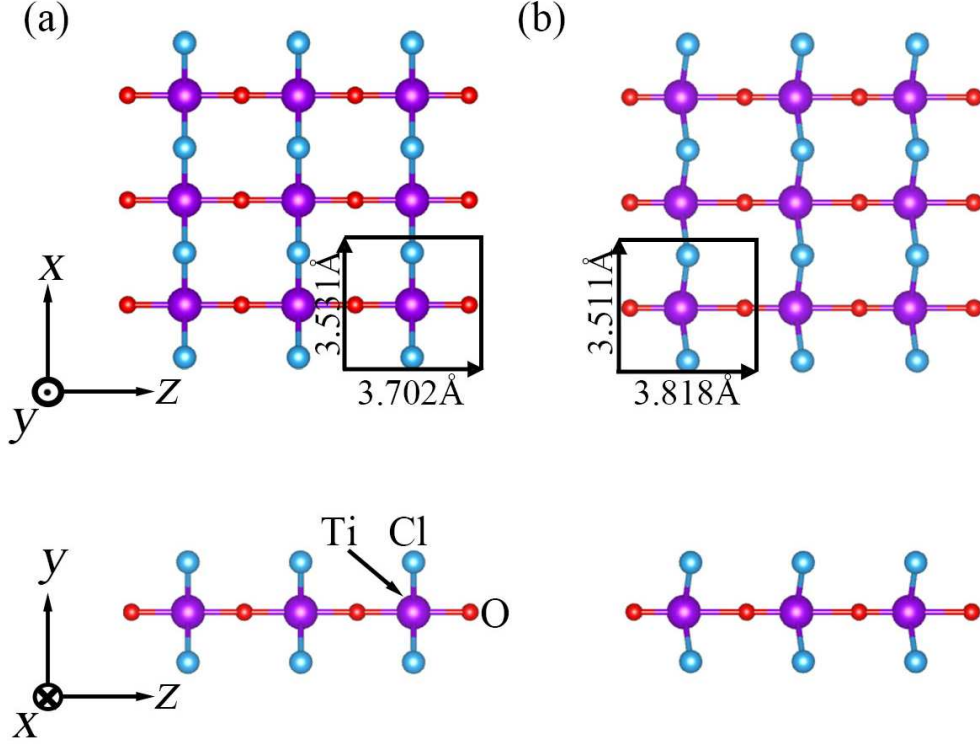 (a)
(b)
x
y
z
3.531Å
3.702Å
3.511Å
3.818Å
y
x
z
Ti
Cl
O